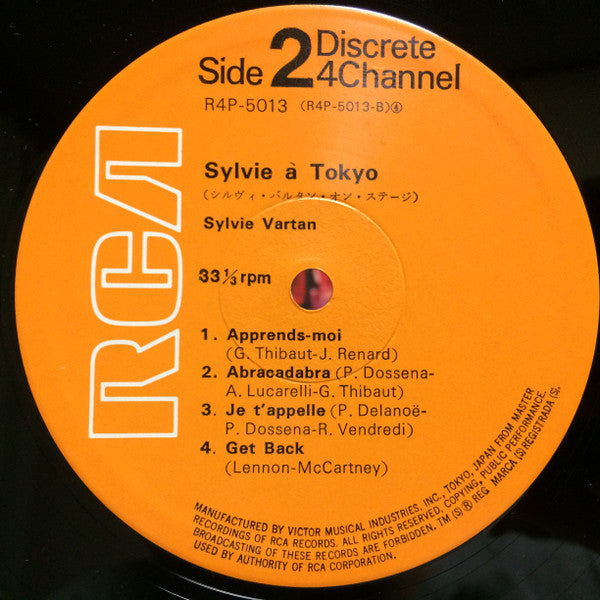 Side 2 Discrete
4Channel
R4P-5013 (R4P-5013-B)④
RCA
Sylvie à Tokyo
(シルヴィ・バルタン・オン・ステージ)
Sylvie Vartan
33⅓ rpm
1. Apprends-moi
(G. Thibaut-J. Renard)
2. Abracadabra (P. Dossena-
A. Lucarelli-G. Thibaut)
3. Je t'appelle (P. Delanoë-
P. Dossena-R. Vendredi)
4. Get Back
(Lennon-McCartney)
MANUFACTURED BY VICTOR MUSICAL INDUSTRIES, INC., TOKYO, JAPAN FROM MASTER
RECORDINGS OF RCA RECORDS. ALL RIGHTS RESERVED, COPYING, PUBLIC PERFORMANCE,
BROADCASTING OF THESE RECORDS ARE FORBIDDEN. TM (S) ® REG. MARCA (S) REGISTRADA (S).
USED BY AUTHORITY OF RCA CORPORATION.